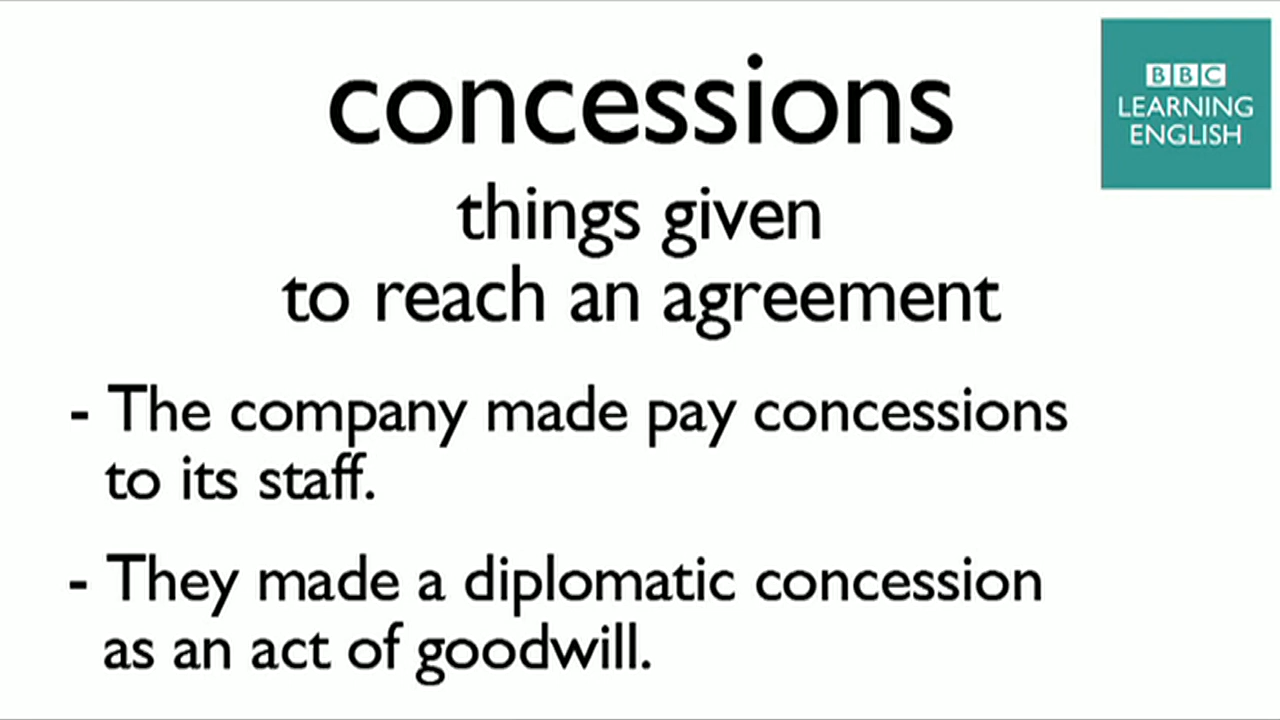 concessions
BBC
LEARNING
ENGLISH
things given
to reach an agreement
- The company made pay concessions
to its staff.
- They made a diplomatic concession
as an act of goodwill.